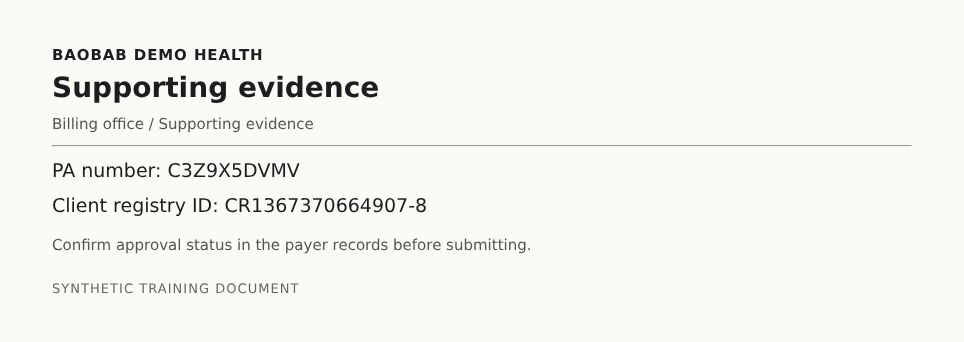 BAOBAB DEMO HEALTH
Supporting evidence
Billing office / Supporting evidence
PA number: C3Z9X5DVMV
Client registry ID: CR1367370664907-8
Confirm approval status in the payer records before submitting.
SYNTHETIC TRAINING DOCUMENT